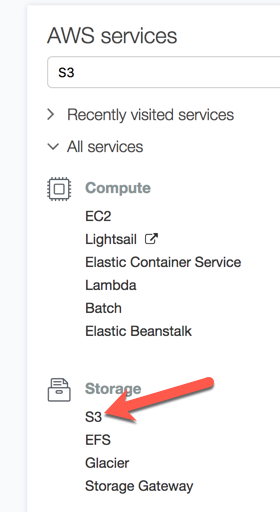 AWS services
S3
Recently visited services
All services
Compute
EC2
Lightsail
Elastic Container Service
Lambda
Batch
Elastic Beanstalk
Storage
S3
EFS
Glacier
Storage Gateway